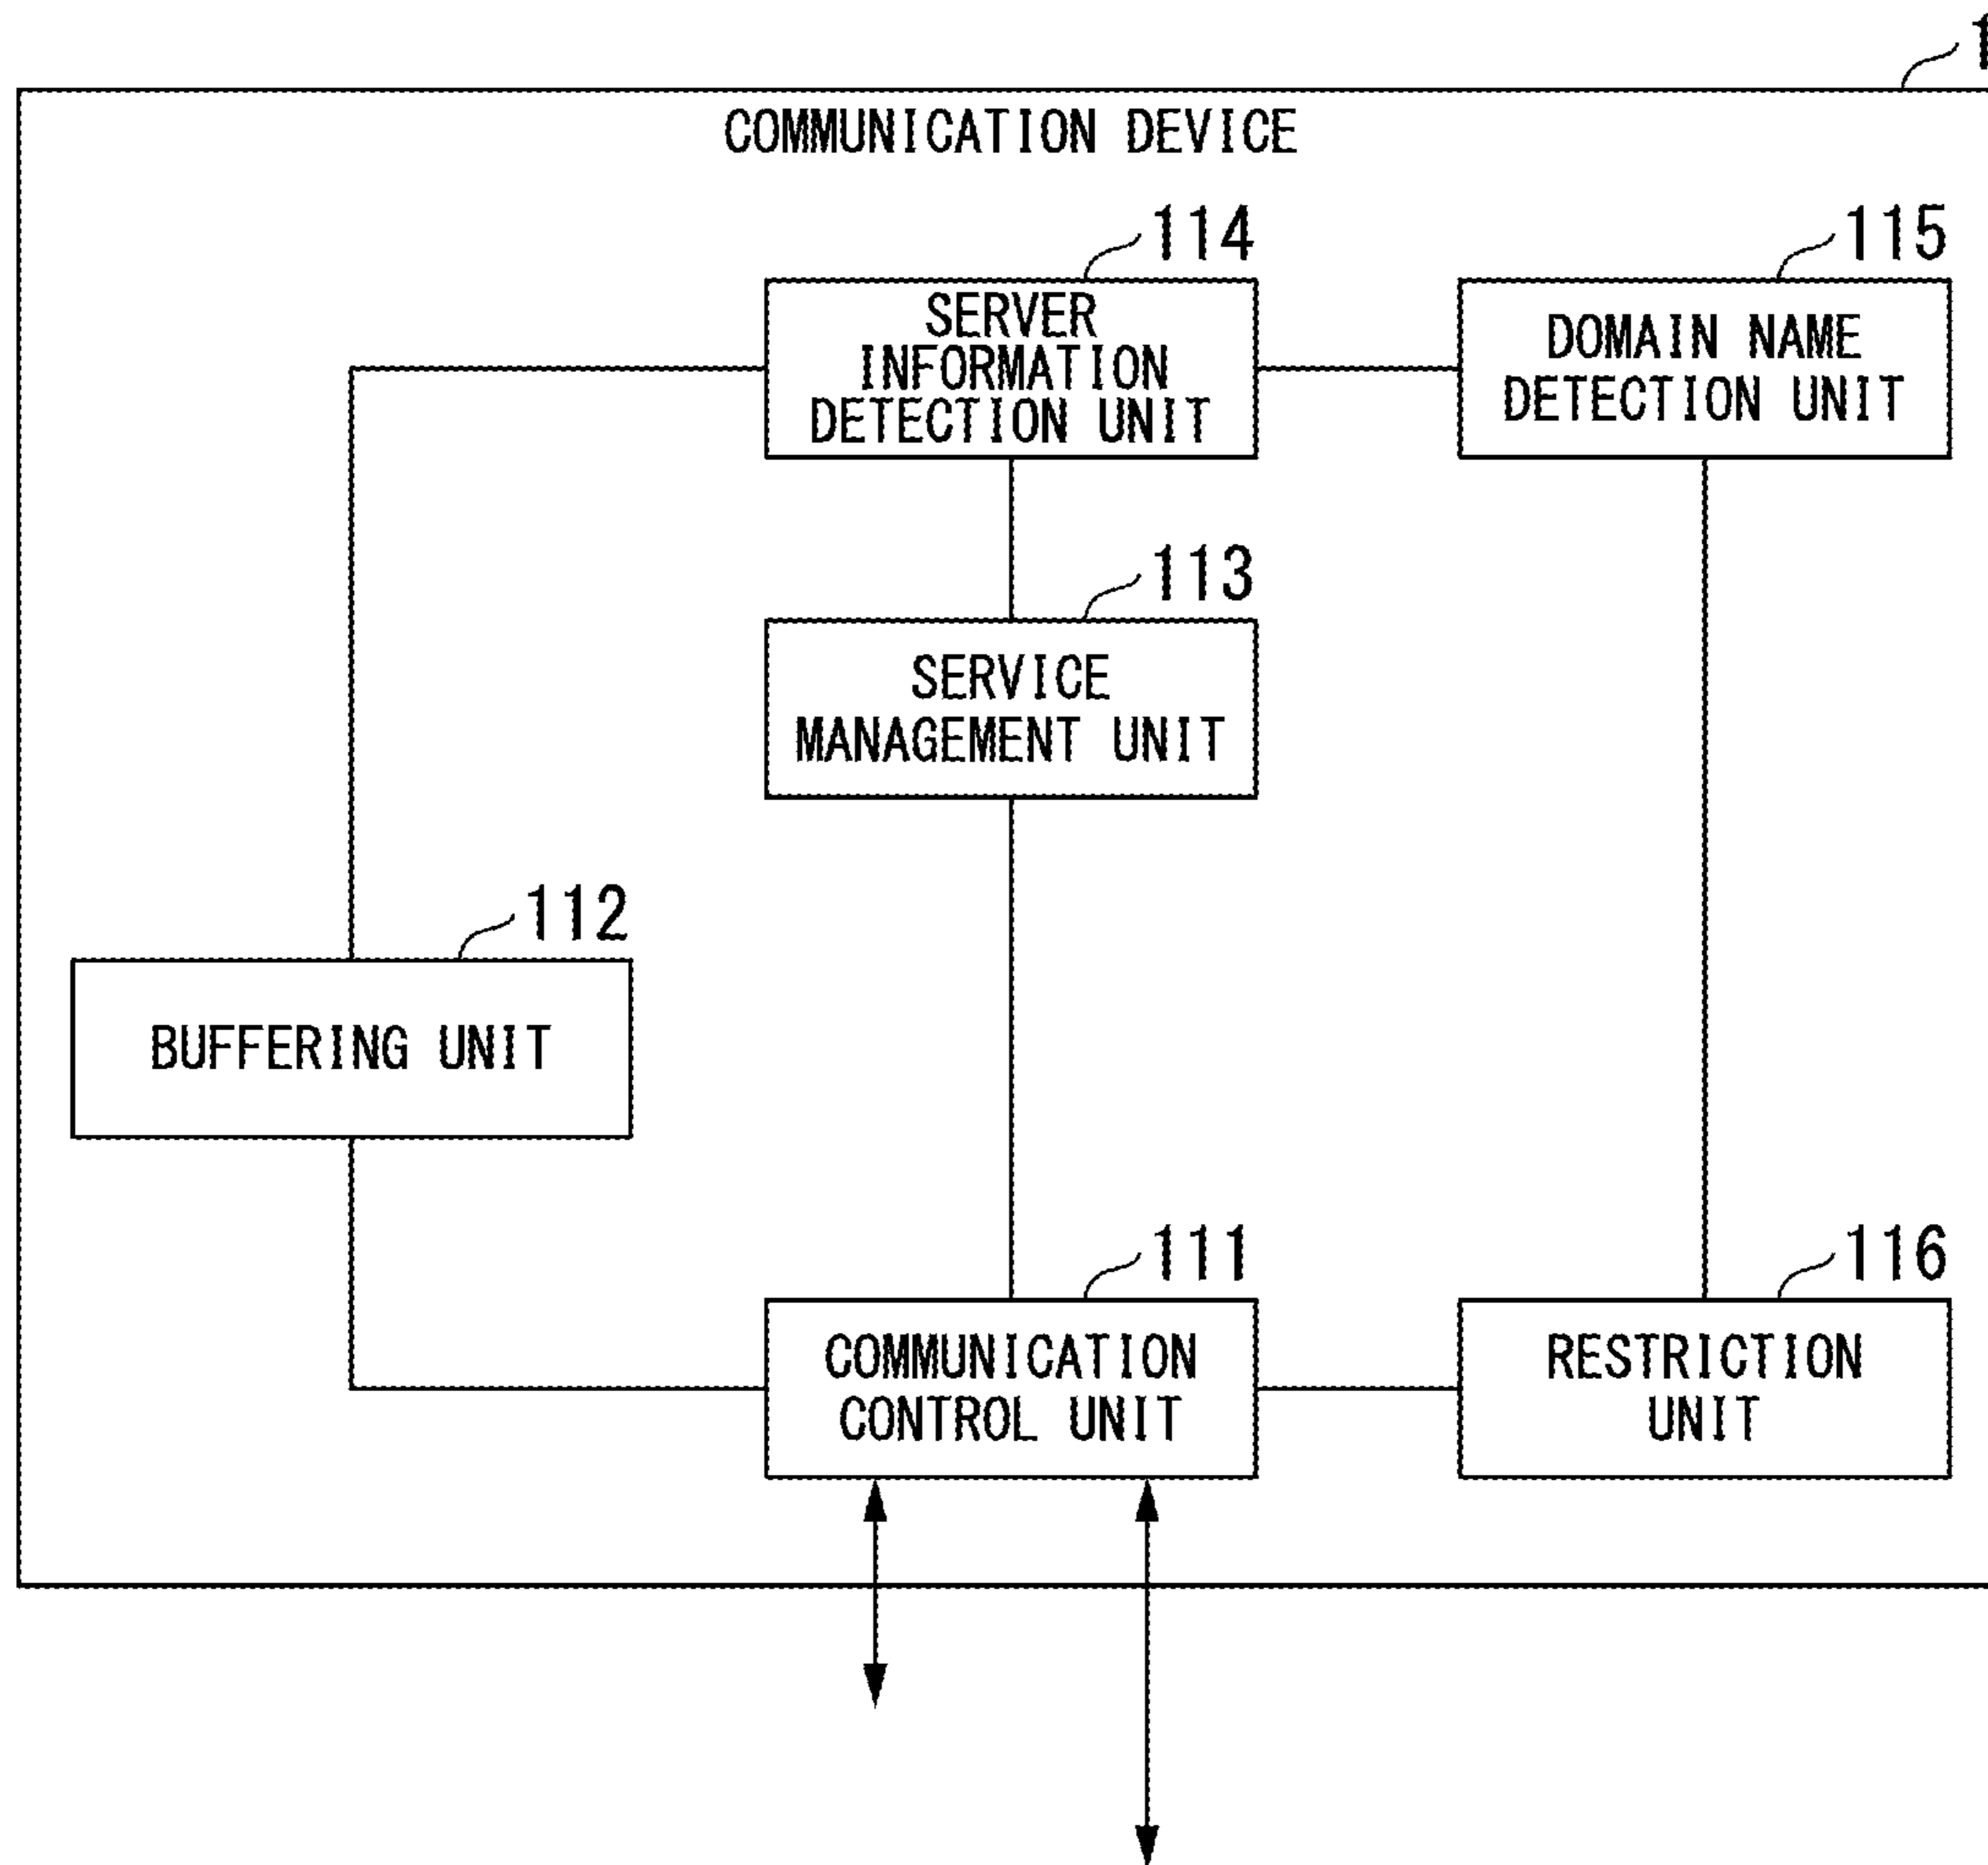 COMMUNICATION DEVICE
114
SERVER
INFORMATION
DETECTION UNIT
115
DOMAIN NAME
DETECTION UNIT
113
SERVICE
MANAGEMENT UNIT
112
BUFFERING UNIT
111
COMMUNICATION
CONTROL UNIT
116
RESTRICTION
UNIT